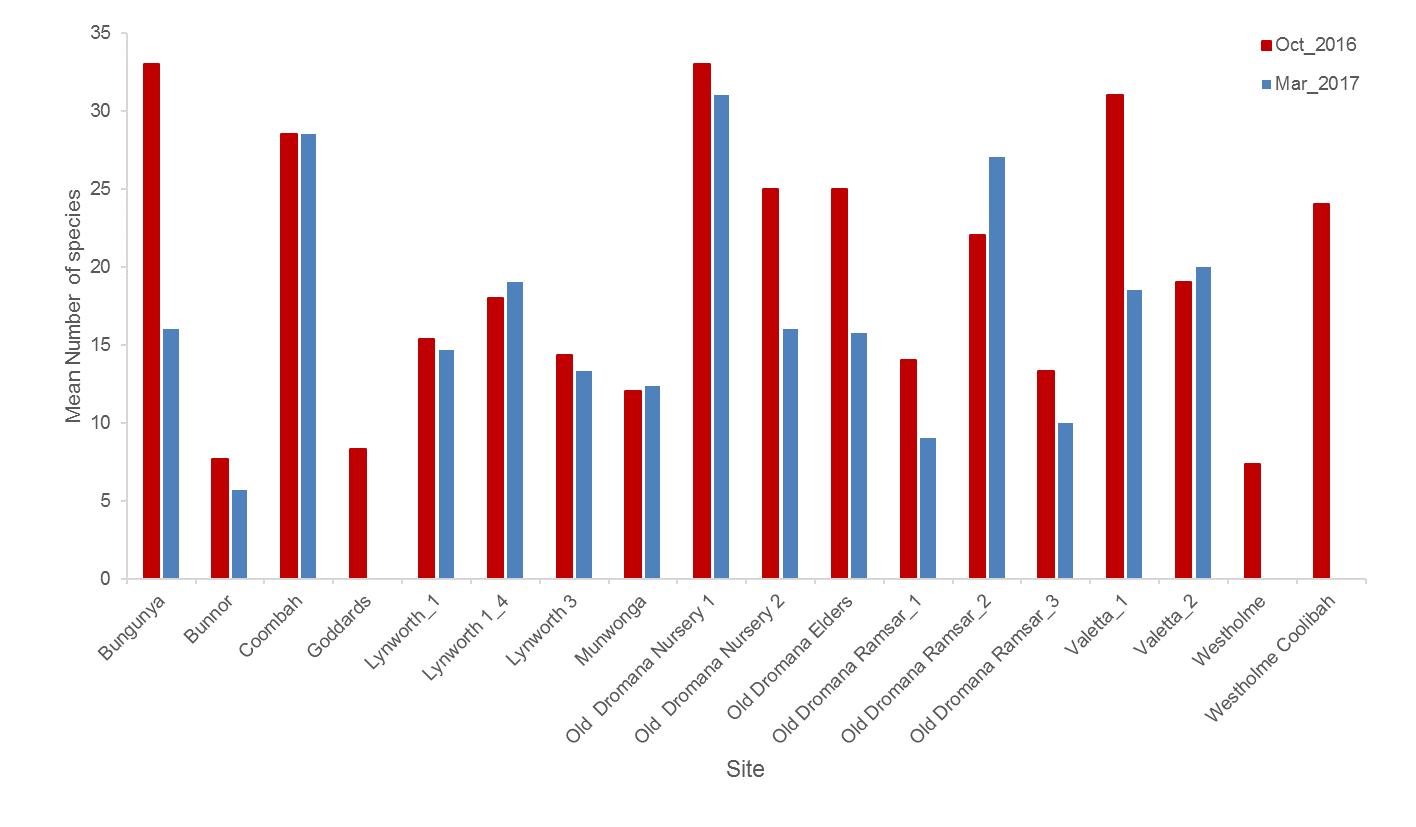 35
30
25
20
15
10
5
0
Mean Number of species
Oct_2016
Mar_2017
Bungunya
Bunnor
Coombah
Goddards
Lynworth_1
Lynworth 1_4
Lynworth 3
Munwonga
Old Dromana Nursery 1
Old Dromana Nursery 2
Old Dromana Elders
Old Dromana Ramsar_1
Old Dromana Ramsar_2
Old Dromana Ramsar_3
Valetta_1
Valetta_2
Westholme
Westholme Coolibah
Site